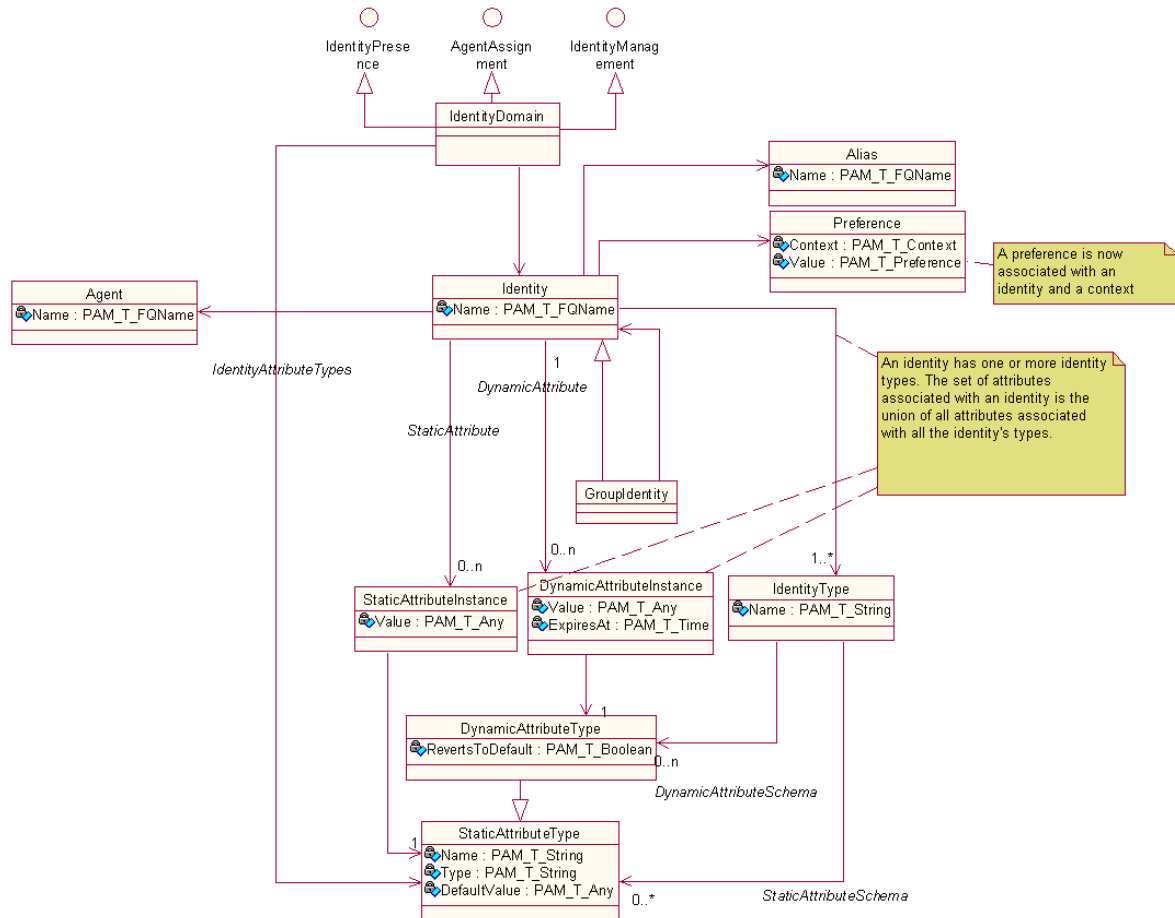 IdentityPrese
nce
AgentAssign
ment
IdentityManag
ement
IdentityDomain
Alias
Name : PAM_T_FQName
Preference
Context : PAM_T_Context
Value : PAM_T_Preference
A preference is now
associated with an
identity and a context
Agent
Name : PAM_T_FQName
Identity
Name : PAM_T_FQName
IdentityAttributeTypes
1
DynamicAttribute
StaticAttribute
An identity has one or more identity
types. The set of attributes
associated with an identity is the
union of all attributes associated
with all the identity's types.
GroupIdentity
0..n
0..n
1..*
StaticAttributeInstance
Value : PAM_T_Any
DynamicAttributeInstance
Value : PAM_T_Any
ExpiresAt : PAM_T_Time
IdentityType
Name : PAM_T_String
1
DynamicAttributeType
RevertsToDefault : PAM_T_Boolean
0..n
DynamicAttributeSchema
1
StaticAttributeType
Name : PAM_T_String
Type : PAM_T_String
DefaultValue : PAM_T_Any
0..*
StaticAttributeSchema